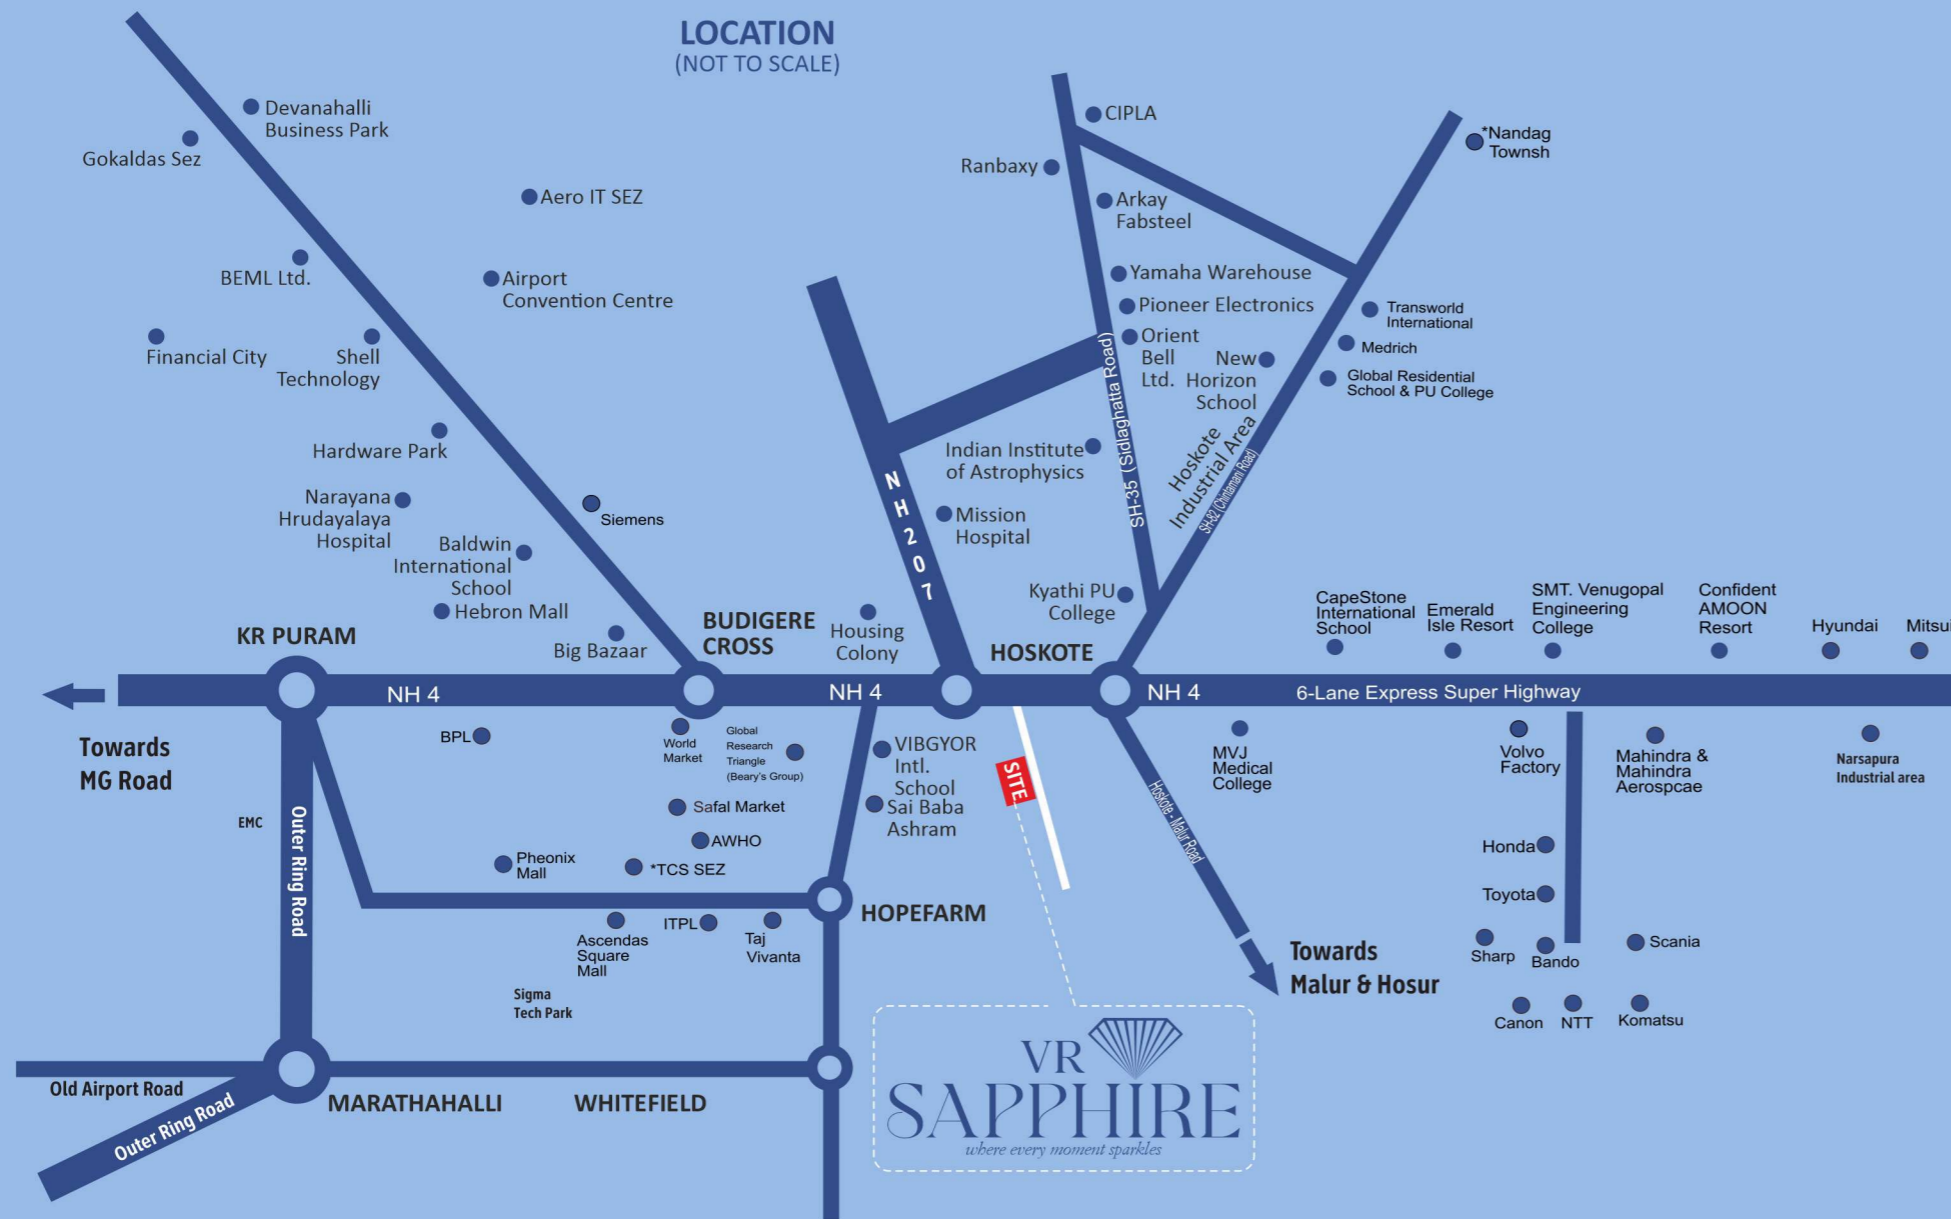 LOCATION
(NOT TO SCALE)
Devanahalli
Business Park
Gokaldas Sez
Aero IT SEZ
BEML Ltd.
Airport
Convention Centre
Financial City
Shell
Technology
Hardware Park
Narayana
Hrudayalaya
Hospital
Siemens
Baldwin
International
School
Hebron Mall
Big Bazaar
CIPLA
Ranbaxy
Arkay
Fabsteel
Yamaha Warehouse
Pioneer Electronics
Orient
Bell
Ltd.
New
Horizon
School
*Nandag
Townsh
Transworld
International
Medrich
Global Residential
School & PU College
Indian Institute
of Astrophysics
Mission
Hospital
Kyathi PU
College
NH207
SH-35 (Sidlaghatta Road)
Hoskote
Industrial Area
SH-82 (Chintamani Road)
KR PURAM
BUDIGERE
CROSS
Housing
Colony
HOSKOTE
CapeStone
International
School
Emerald
Isle Resort
SMT. Venugopal
Engineering
College
Confident
AMOON
Resort
Hyundai
Mitsui
NH 4
NH 4
NH 4
6-Lane Express Super Highway
Towards
MG Road
BPL
World
Market
Global
Research
Triangle
(Beary's Group)
VIBGYOR
Intl.
School
Sai Baba
Ashram
SITE
MVJ
Medical
College
Volvo
Factory
Mahindra &
Mahindra
Aerospcae
Narsapura
Industrial area
EMC
Outer Ring Road
Safal Market
AWHO
Pheonix
Mall
*TCS SEZ
Hoskote - Malur Road
Honda
Toyota
HOPEFARM
Ascendas
Square
Mall
ITPL
Taj
Vivanta
Sharp
Bando
Scania
Towards
Malur & Hosur
Sigma
Tech Park
Canon
NTT
Komatsu
Old Airport Road
Outer Ring Road
MARATHAHALLI
WHITEFIELD
VR
SAPPHIRE
where every moment sparkles